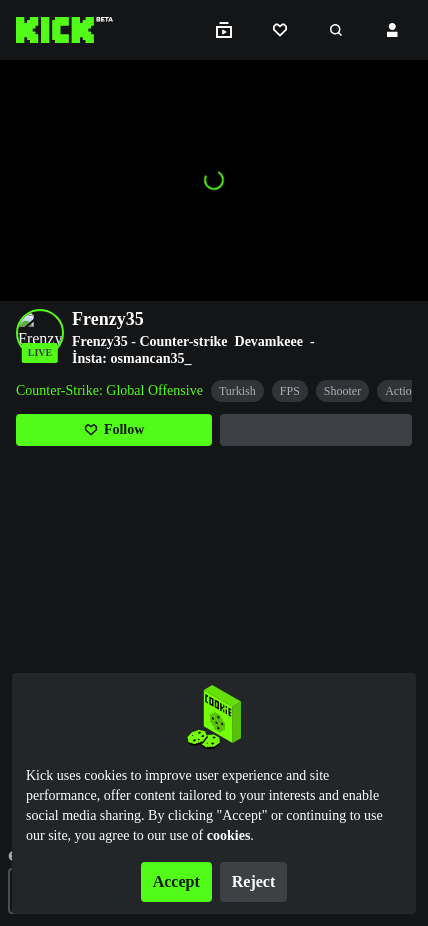 KICK BETA
Frenzy35
Frenzy
LIVE
Frenzy35 - Counter-strike Devamkeee -
İnsta: osmancan35_
Counter-Strike: Global Offensive Turkish FPS Shooter Actio
Follow
COOKIE
Kick uses cookies to improve user experience and site
performance, offer content tailored to your interests and enable
social media sharing. By clicking "Accept" or continuing to use
our site, you agree to our use of cookies.
Accept Reject